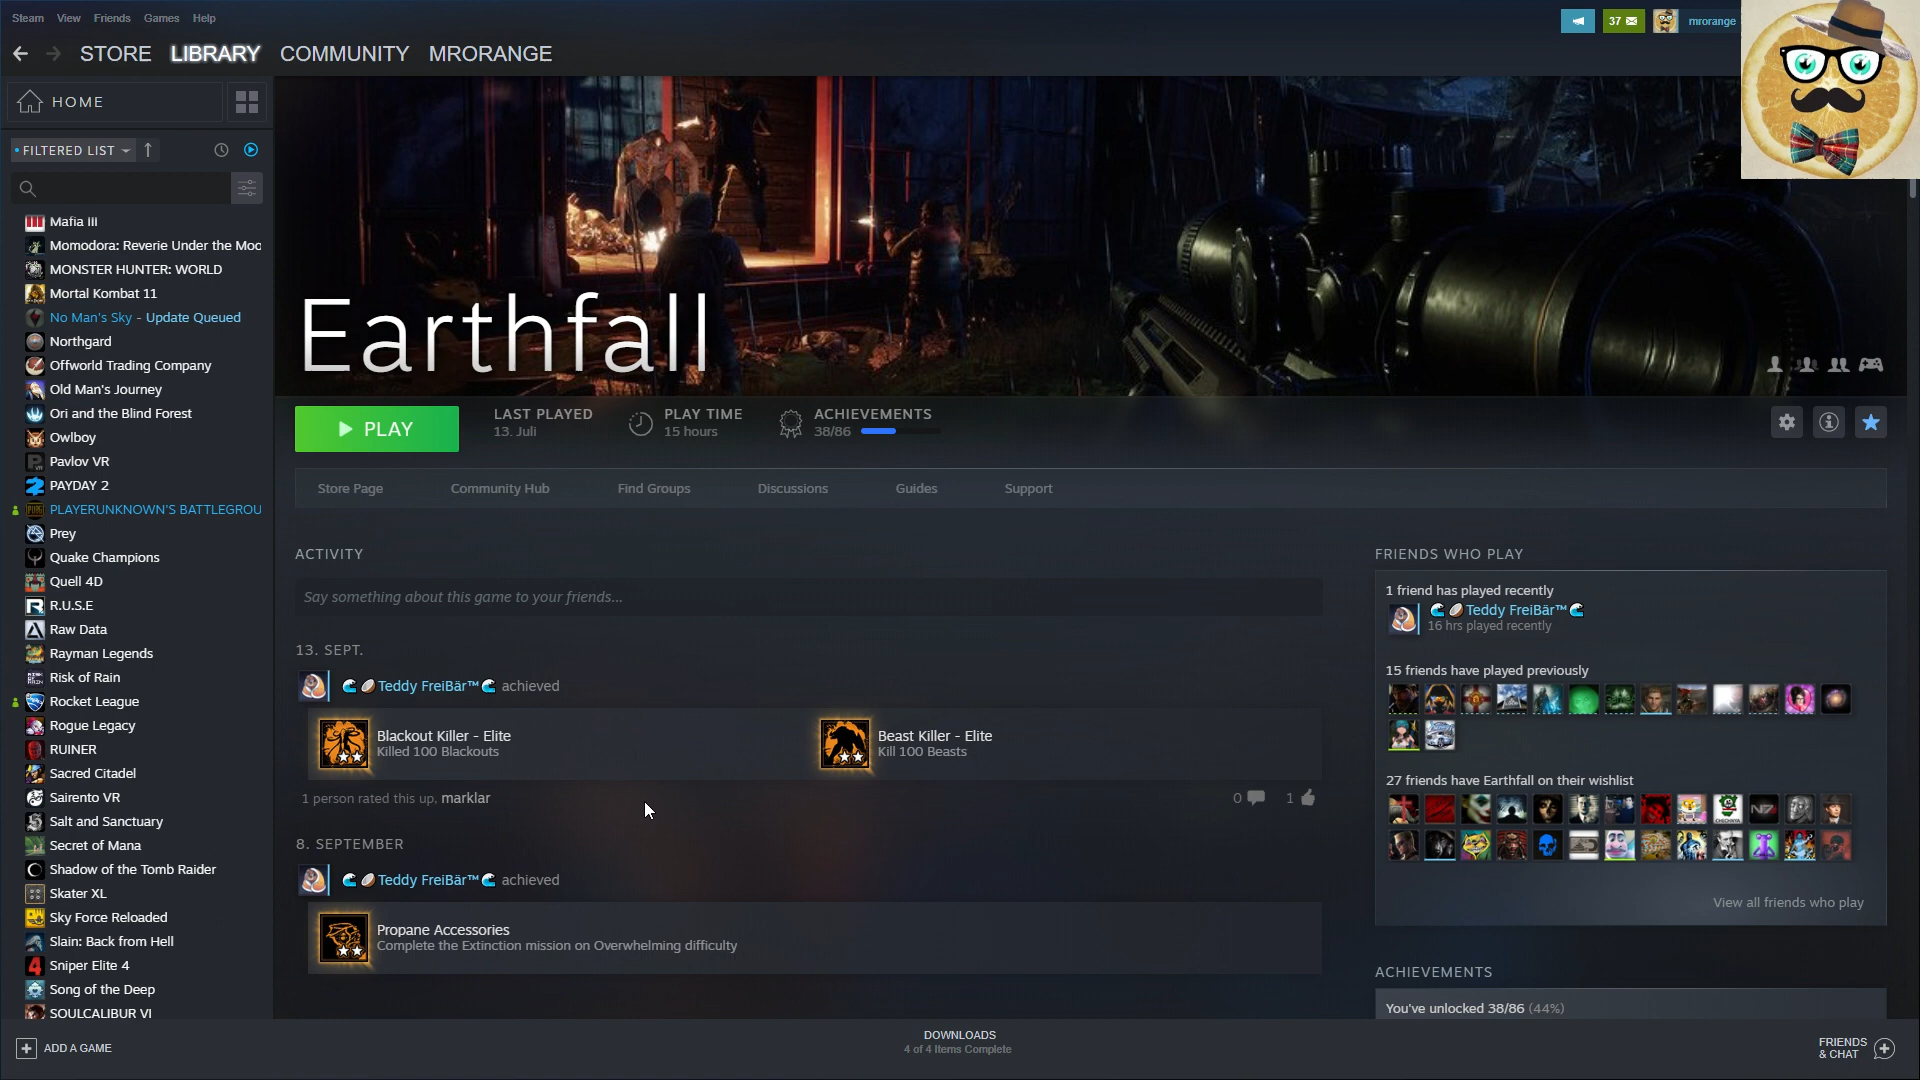 Steam View Friends Games Help
37 mrorange
STORE LIBRARY COMMUNITY MRORANGE
HOME
FILTERED LIST
Mafia III
Momodora: Reverie Under the Moo
MONSTER HUNTER: WORLD
Mortal Kombat 11
No Man's Sky - Update Queued
Northgard
Offworld Trading Company
Old Man's Journey
Ori and the Blind Forest
Owlboy
Pavlov VR
PAYDAY 2
PLAYERUNKNOWN'S BATTLEGROU
Prey
Quake Champions
Quell 4D
R.U.S.E
Raw Data
Rayman Legends
Risk of Rain
Rocket League
Rogue Legacy
RUINER
Sacred Citadel
Sairento VR
Salt and Sanctuary
Secret of Mana
Shadow of the Tomb Raider
Skater XL
Sky Force Reloaded
Slain: Back from Hell
Sniper Elite 4
Song of the Deep
SOULCALIBUR VI
Earthfall
PLAY
LAST PLAYED
13. Juli
PLAY TIME
15 hours
ACHIEVEMENTS
38/86
Store Page Community Hub Find Groups Discussions Guides Support
ACTIVITY
Say something about this game to your friends...
13. SEPT.
Teddy FreiBär™ achieved
Blackout Killer - Elite
Killed 100 Blackouts
Beast Killer - Elite
Kill 100 Beasts
1 person rated this up, marklar
0 1
8. SEPTEMBER
Teddy FreiBär™ achieved
Propane Accessories
Complete the Extinction mission on Overwhelming difficulty
FRIENDS WHO PLAY
1 friend has played recently
Teddy FreiBär™
16 hrs played recently
15 friends have played previously
27 friends have Earthfall on their wishlist
View all friends who play
ACHIEVEMENTS
You've unlocked 38/86 (44%)
ADD A GAME
DOWNLOADS
4 of 4 Items Complete
FRIENDS
& CHAT